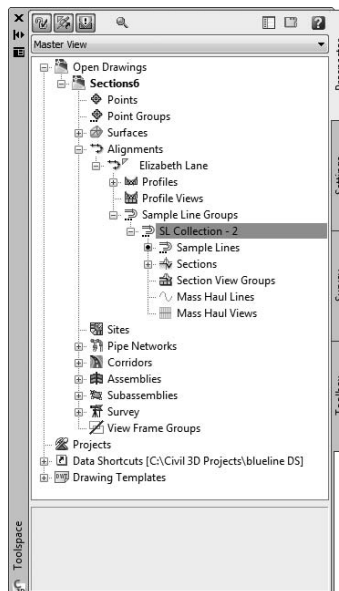 Master View
Open Drawings
Sections6
Points
Point Groups
Surfaces
Alignments
Elizabeth Lane
Profiles
Profile Views
Sample Line Groups
SL Collection - 2
Sample Lines
Sections
Section View Groups
Mass Haul Lines
Mass Haul Views
Sites
Pipe Networks
Corridors
Assemblies
Subassemblies
Survey
View Frame Groups
Projects
Data Shortcuts [C:\Civil 3D Projects\blueline DS]
Drawing Templates
Toolspace